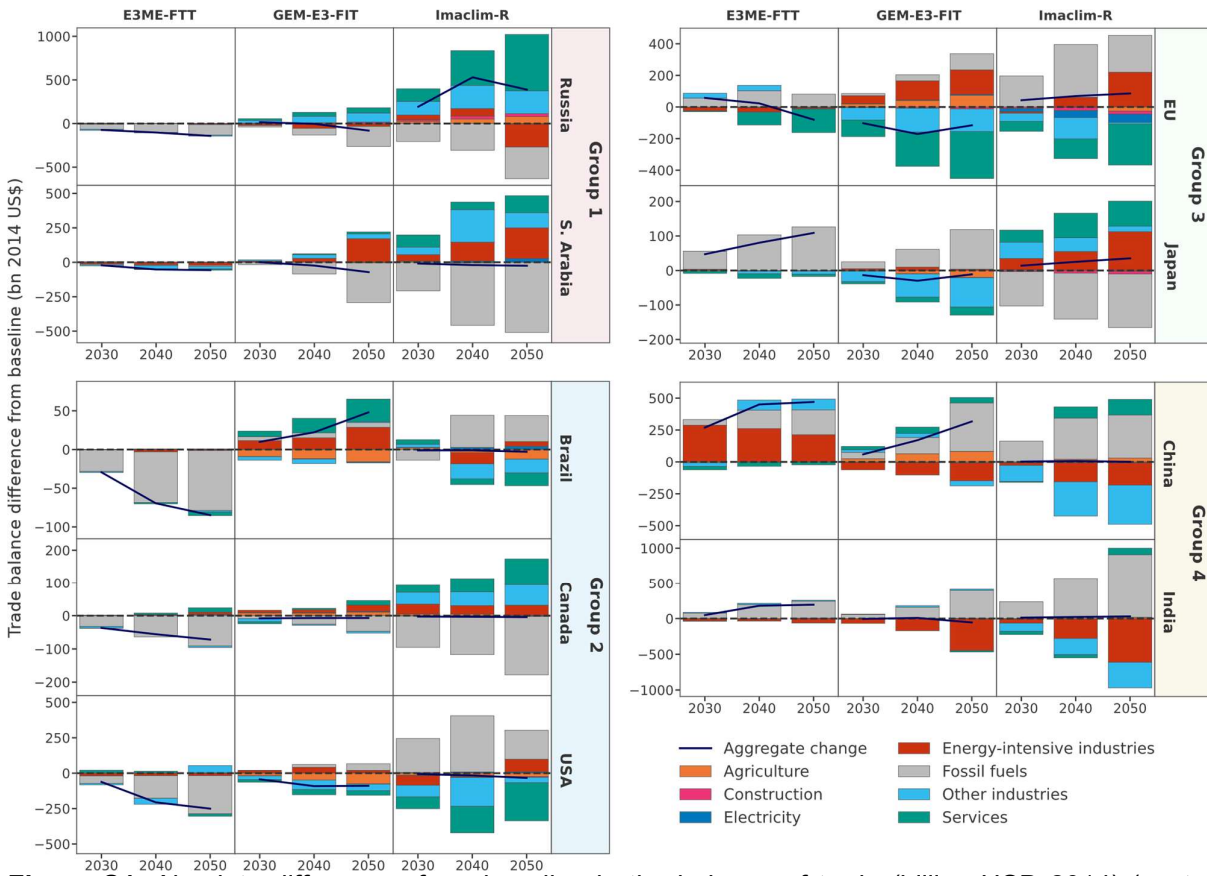 E3ME-FTT GEM-E3-FIT Imaclim-R
Trade balance difference from baseline (bn 2014 US$)
1000
500
0
−500
Russia
500
250
0
−250
−500
S. Arabia
Group 1
2030 2040 2050 2030 2040 2050 2030 2040 2050
50
0
−50
−100
Brazil
200
100
0
−100
−200
Canada
500
250
0
−250
−500
USA
Group 2
2030 2040 2050 2030 2040 2050 2030 2040 2050
E3ME-FTT GEM-E3-FIT Imaclim-R
400
200
0
−200
−400
EU
200
100
0
−100
−200
Japan
Group 3
2030 2040 2050 2030 2040 2050 2030 2040 2050
500
250
0
−250
−500
China
1000
500
0
−500
−1000
India
Group 4
2030 2040 2050 2030 2040 2050 2030 2040 2050
Aggregate change
Agriculture
Construction
Electricity
Energy-intensive industries
Fossil fuels
Other industries
Services